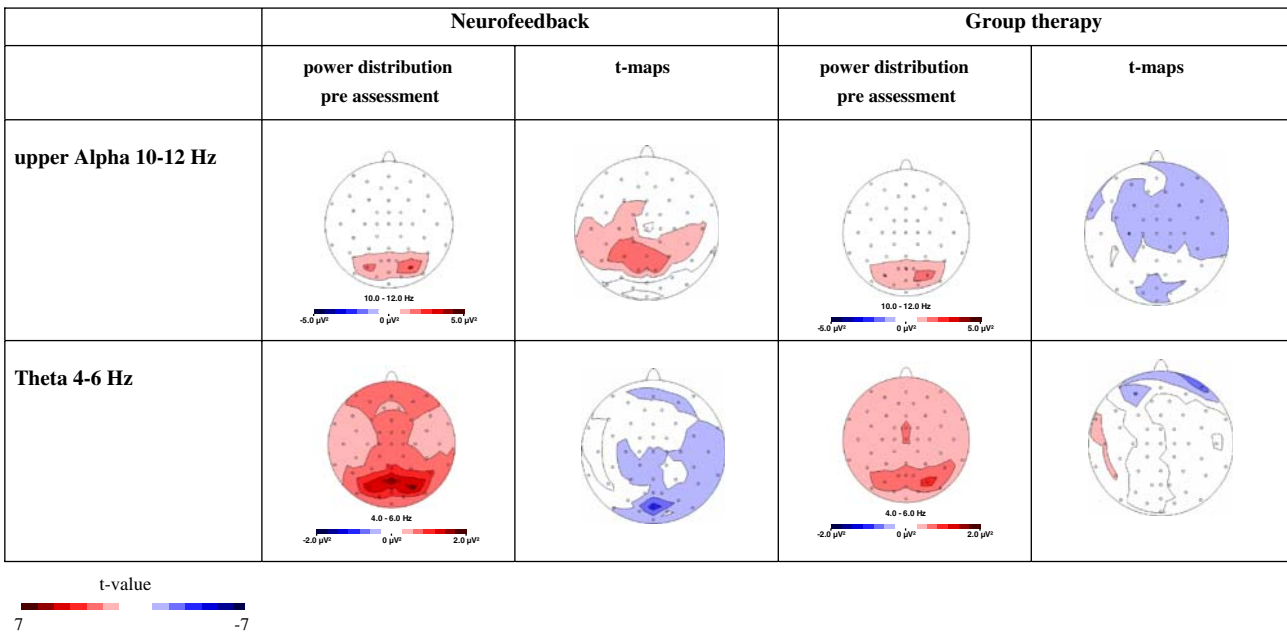 Neurofeedback Group therapy
power distribution t-maps power distribution t-maps
pre assessment pre assessment
upper Alpha 10-12 Hz
10.0 - 12.0 Hz 10.0 - 12.0 Hz
-5.0 µV² 0 µV² 5.0 µV² -5.0 µV² 0 µV² 5.0 µV²
Theta 4-6 Hz
4.0 - 6.0 Hz 4.0 - 6.0 Hz
-2.0 µV² 0 µV² 2.0 µV² -2.0 µV² 0 µV² 2.0 µV²
t-value
7 -7